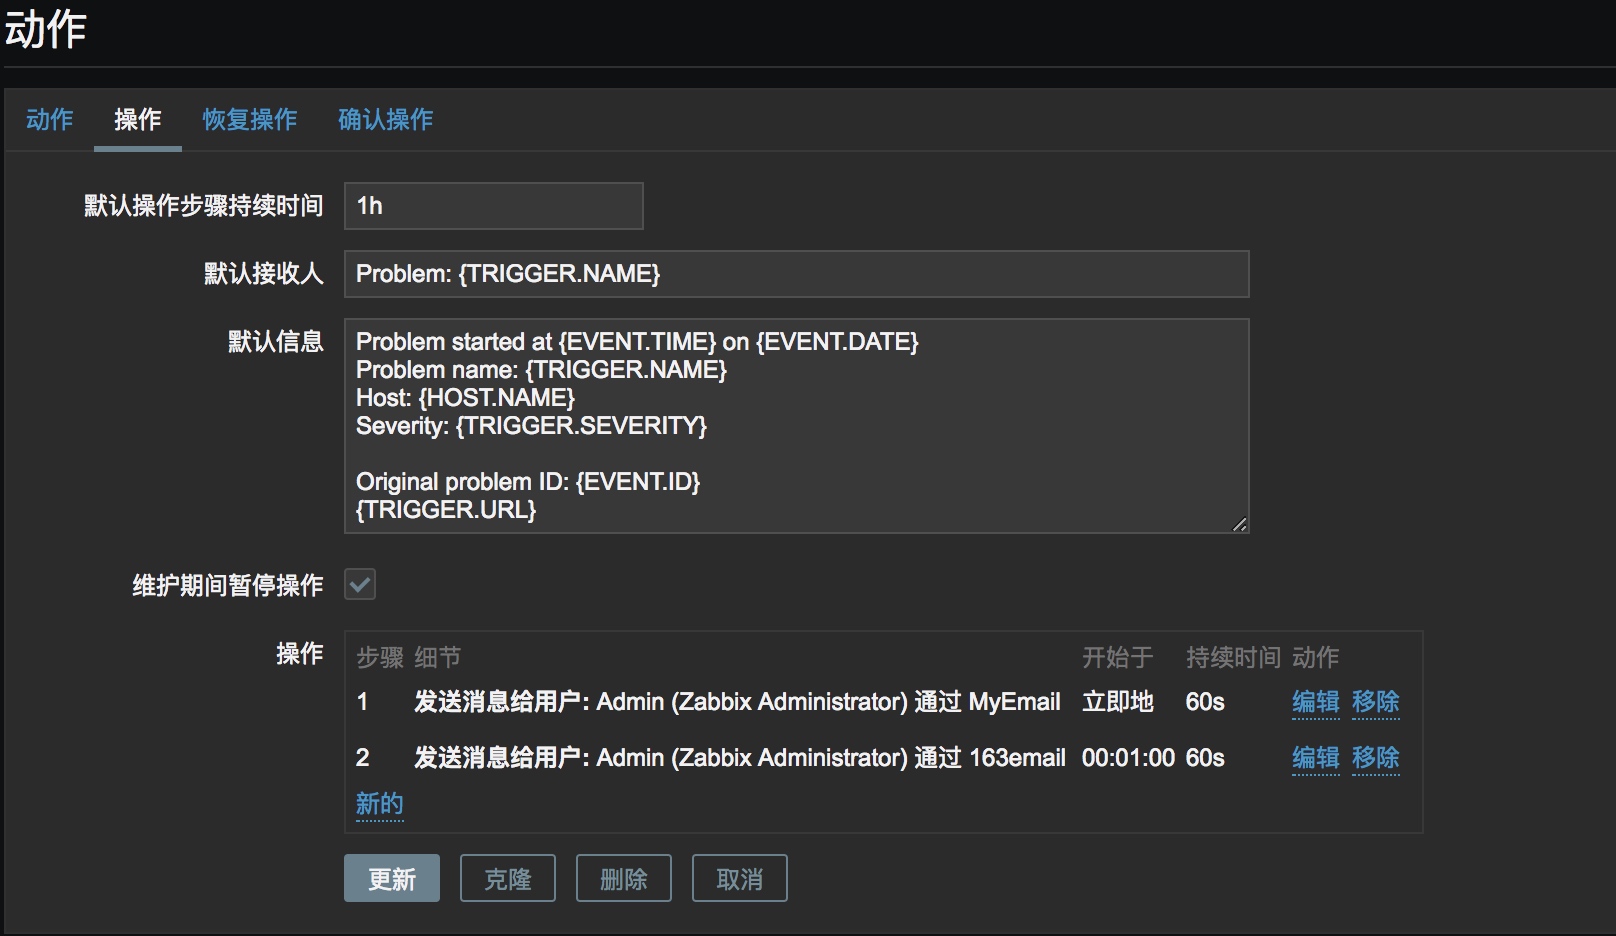 动作
动作 操作 恢复操作 确认操作
默认操作步骤持续时间 1h
默认接收人 Problem: {TRIGGER.NAME}
默认信息 Problem started at {EVENT.TIME} on {EVENT.DATE}
Problem name: {TRIGGER.NAME}
Host: {HOST.NAME}
Severity: {TRIGGER.SEVERITY}
Original problem ID: {EVENT.ID}
{TRIGGER.URL}
维护期间暂停操作
操作 步骤 细节 开始于 持续时间 动作
1 发送消息给用户: Admin (Zabbix Administrator) 通过 MyEmail 立即地 60s 编辑 移除
2 发送消息给用户: Admin (Zabbix Administrator) 通过 163email 00:01:00 60s 编辑 移除
新的
更新 克隆 删除 取消